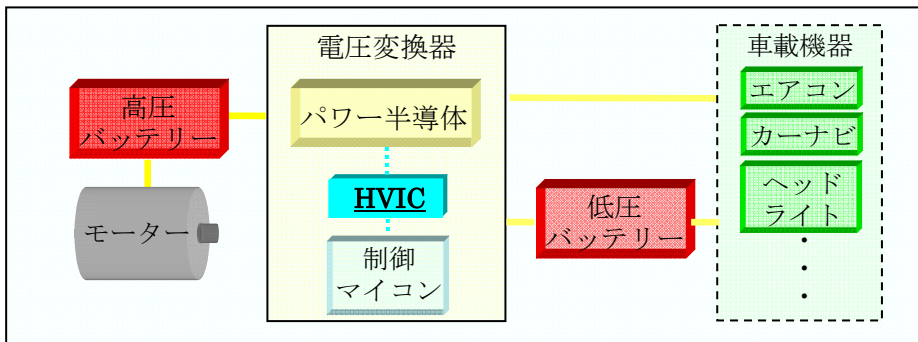 電圧変換器
車載機器
高圧
バッテリー
パワー半導体
エアコン
カーナビ
HVIC
低圧
バッテリー
ヘッド
ライト
モーター
制御
マイコン
・
・
・